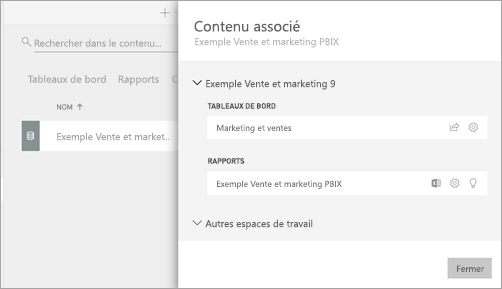 Rechercher dans le contenu...
Tableaux de bord Rapports C
NOM
Exemple Vente et market...
Contenu associé
Exemple Vente et marketing PBIX
Exemple Vente et marketing 9
TABLEAUX DE BORD
Marketing et ventes
RAPPORTS
Exemple Vente et marketing PBIX
Autres espaces de travail
Fermer